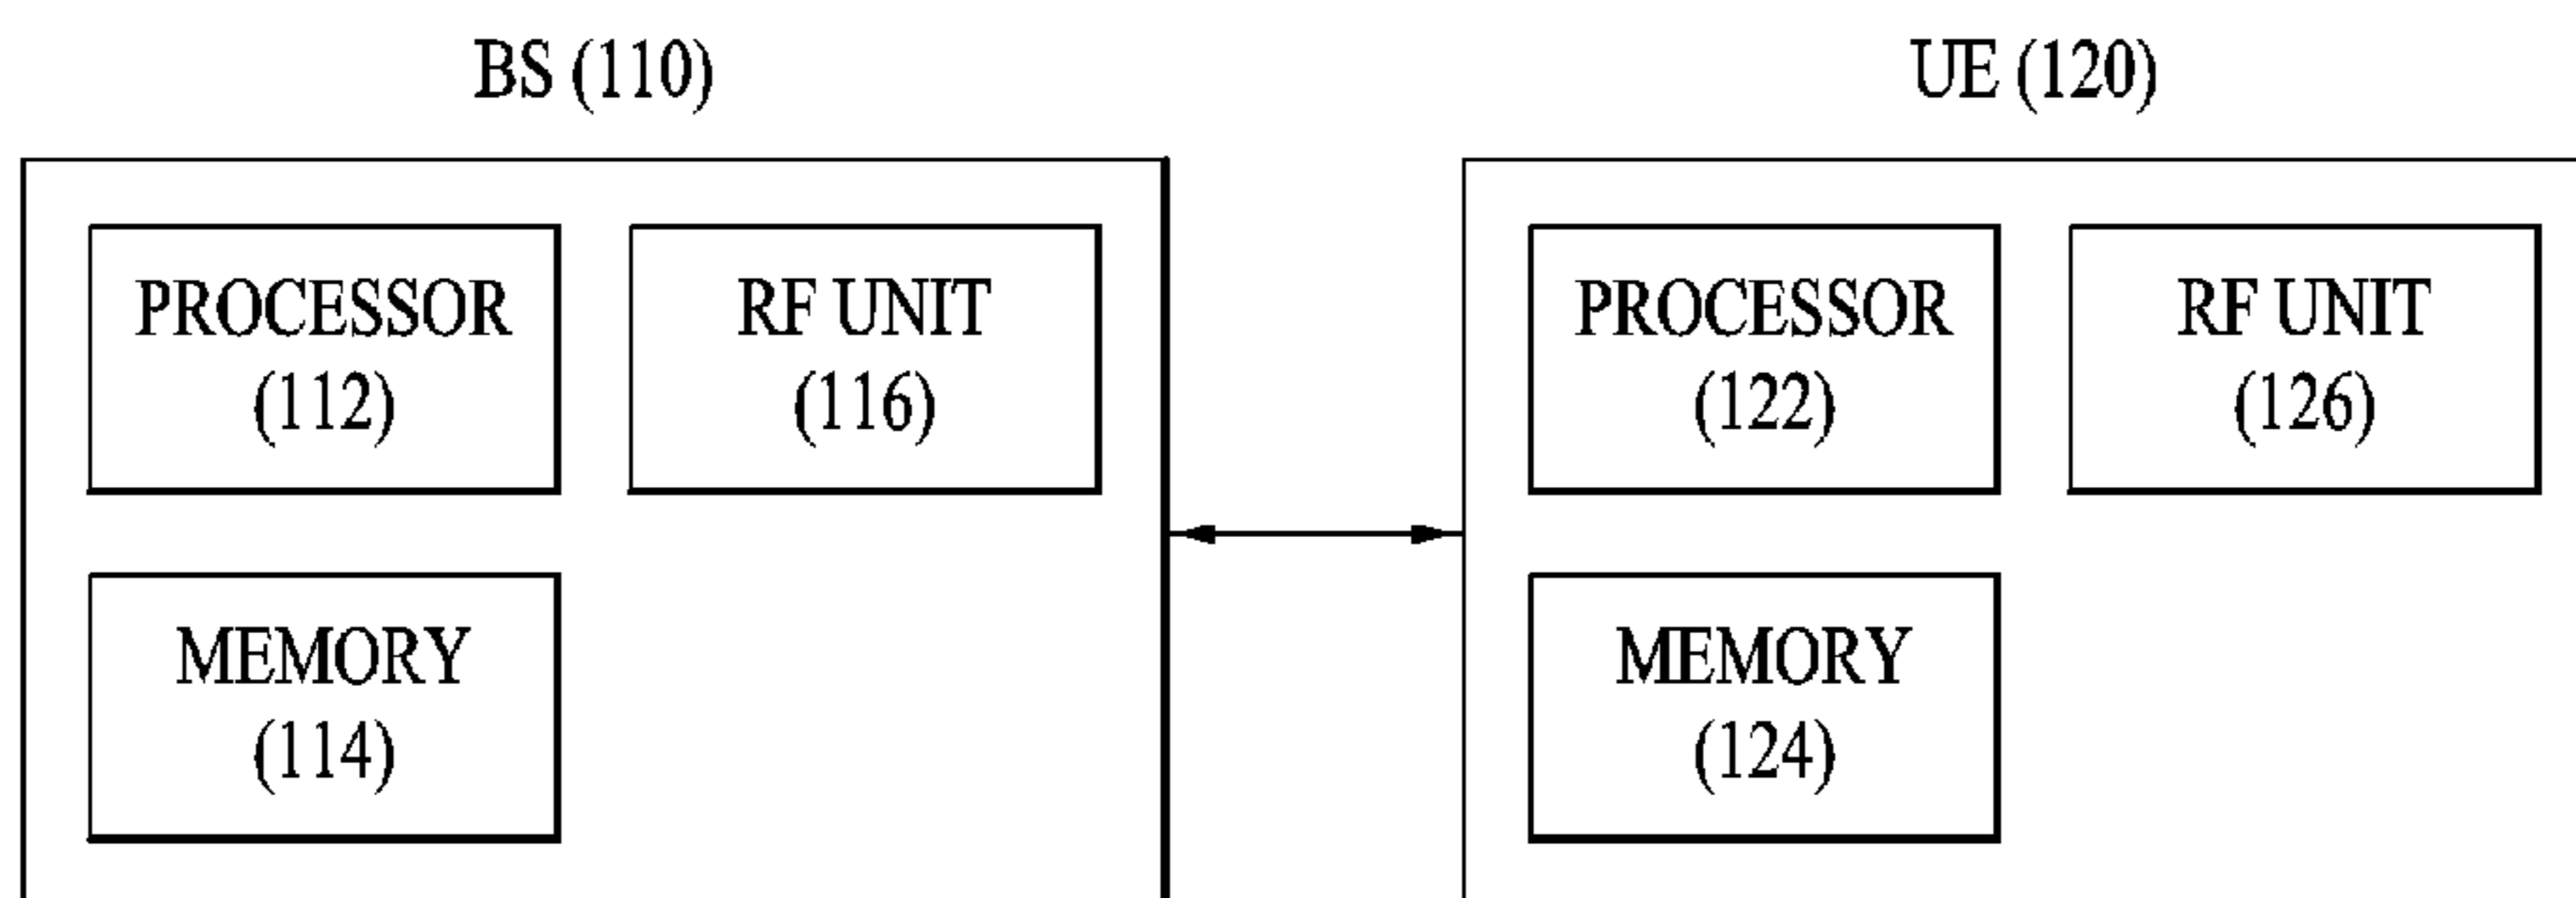 BS (110)
PROCESSOR
(112)
RF UNIT
(116)
MEMORY
(114)
UE (120)
PROCESSOR
(122)
RF UNIT
(126)
MEMORY
(124)